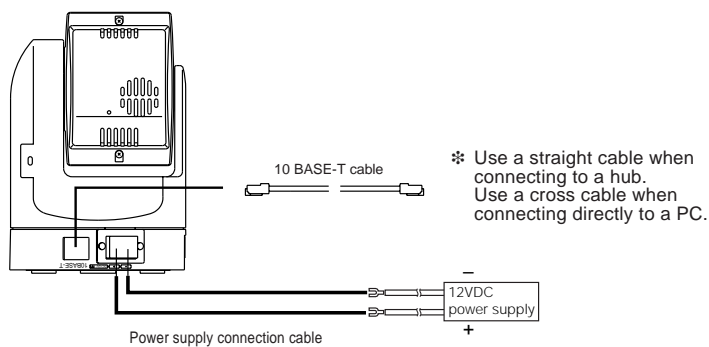 10 BASE-T cable
❇ Use a straight cable when
connecting to a hub.
Use a cross cable when
connecting directly to a PC.
10BASE-T
–
12VDC
power supply
+
Power supply connection cable